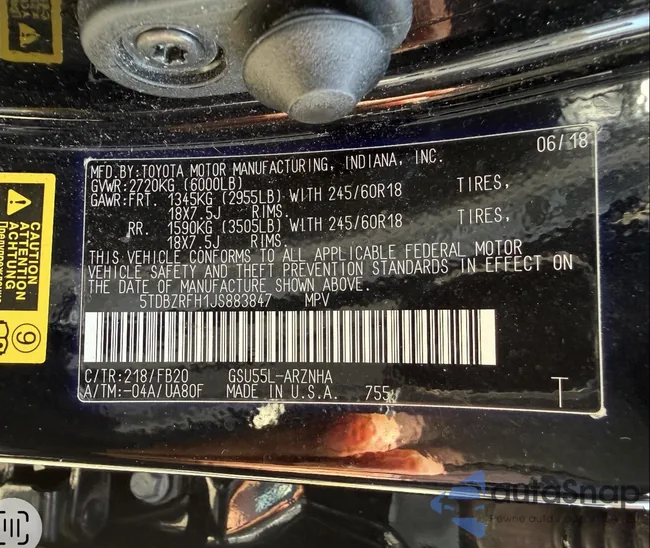 06/18
MFD.BY:TOYOTA MOTOR MANUFACTURING, INDIANA, INC.
GVWR:2720KG (6000LB)
GAWR:FRT. 1345KG (2955LB) WITH 245/60R18 TIRES,
18X7.5J RIMS.
RR. 1590KG (3505LB) WITH 245/60R18 TIRES,
18X7.5J RIMS.
THIS VEHICLE CONFORMS TO ALL APPLICABLE FEDERAL MOTOR
VEHICLE SAFETY AND THEFT PREVENTION STANDARDS IN EFFECT ON
THE DATE OF MANUFACTURE SHOWN ABOVE.
5TDBZRFH1JS883847 MPV
C/TR:218/FB20 GSU55L-ARZNHA
A/TM:-04A/UA80F MADE IN U.S.A. 755
T
CAUTION
ATTENTION
ACHTUNG
9
autoSnap